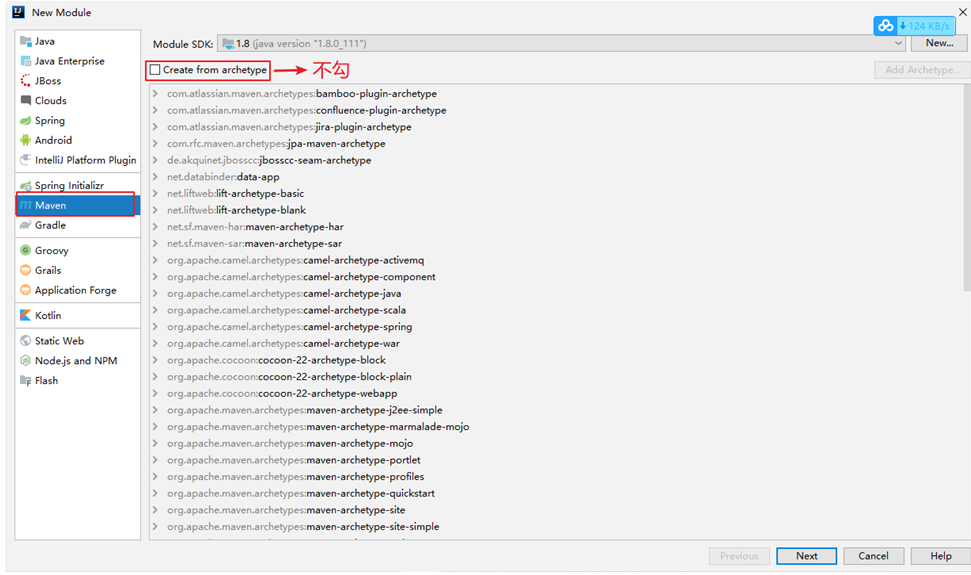 New Module
124 KB/s
Java
Java Enterprise
JBoss
Clouds
Spring
Android
IntelliJ Platform Plugin
Spring Initializr
Maven
Gradle
Groovy
Grails
Application Forge
Kotlin
Static Web
Node.js and NPM
Flash
Module SDK: 1.8 (java version "1.8.0_111") New...
Create from archetype 不勾 Add Archetype...
com.atlassian.maven.archetypes:bamboo-plugin-archetype
com.atlassian.maven.archetypes:confluence-plugin-archetype
com.atlassian.maven.archetypes:jira-plugin-archetype
com.rfc.maven.archetypes:jpa-maven-archetype
de.akquinet.jbosscc:jbosscc-seam-archetype
net.databinder:data-app
net.liftweb:lift-archetype-basic
net.liftweb:lift-archetype-blank
net.sf.maven-har:maven-archetype-har
net.sf.maven-sar:maven-archetype-sar
org.apache.camel.archetypes:camel-archetype-activemq
org.apache.camel.archetypes:camel-archetype-component
org.apache.camel.archetypes:camel-archetype-java
org.apache.camel.archetypes:camel-archetype-scala
org.apache.camel.archetypes:camel-archetype-spring
org.apache.camel.archetypes:camel-archetype-war
org.apache.cocoon:cocoon-22-archetype-block
org.apache.cocoon:cocoon-22-archetype-block-plain
org.apache.cocoon:cocoon-22-archetype-webapp
org.apache.maven.archetypes:maven-archetype-j2ee-simple
org.apache.maven.archetypes:maven-archetype-marmalade-mojo
org.apache.maven.archetypes:maven-archetype-mojo
org.apache.maven.archetypes:maven-archetype-portlet
org.apache.maven.archetypes:maven-archetype-profiles
org.apache.maven.archetypes:maven-archetype-quickstart
org.apache.maven.archetypes:maven-archetype-site
org.apache.maven.archetypes:maven-archetype-site-simple
Previous Next Cancel Help